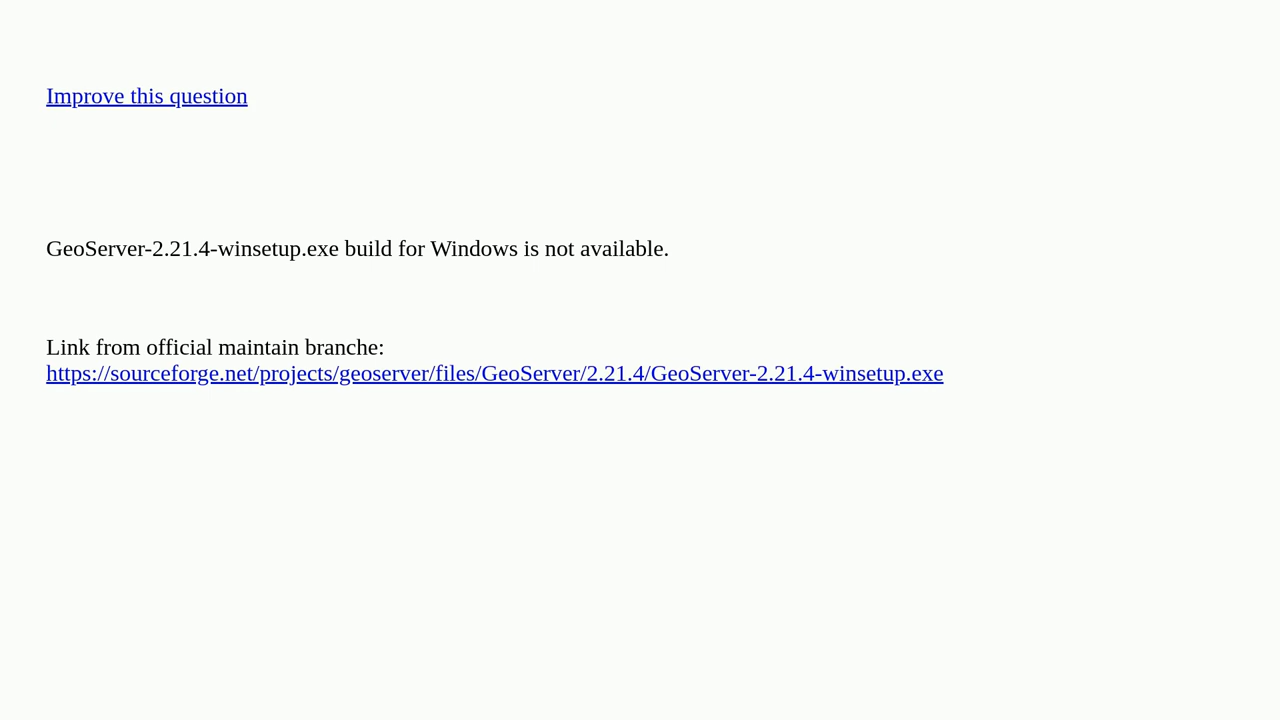 Improve this question
GeoServer-2.21.4-winsetup.exe build for Windows is not available.
Link from official maintain branche:
https://sourceforge.net/projects/geoserver/files/GeoServer/2.21.4/GeoServer-2.21.4-winsetup.exe